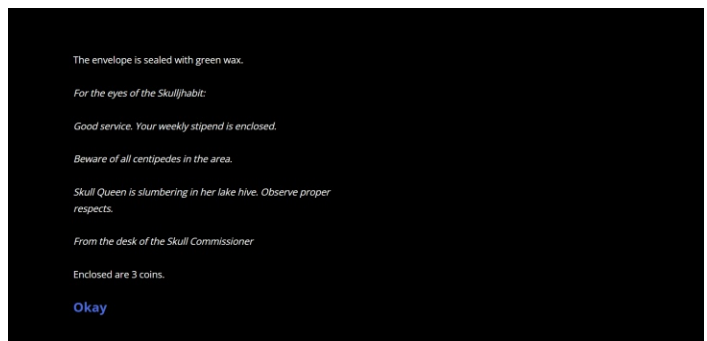 The envelope is sealed with green wax.
For the eyes of the Skulljhabit:
Good service. Your weekly stipend is enclosed.
Beware of all centipedes in the area.
Skull Queen is slumbering in her lake hive. Observe proper
respects.
From the desk of the Skull Commissioner
Enclosed are 3 coins.
Okay